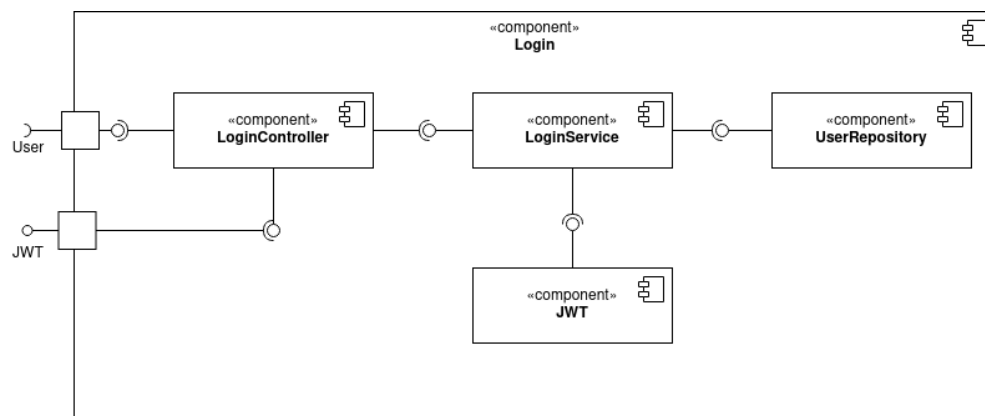 «component»
Login
«component»
LoginController
«component»
LoginService
«component»
UserRepository
User
JWT
«component»
JWT